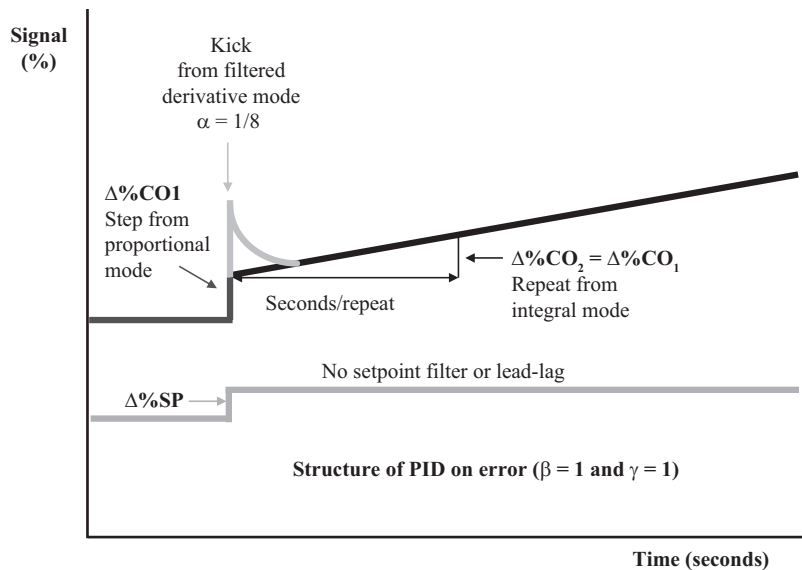 Signal
(%)
Kick
from filtered
derivative mode
α = 1/8
Δ%CO1
Step from
proportional
mode
Δ%CO₂ = Δ%CO₁
Repeat from
integral mode
Seconds/repeat
No setpoint filter or lead-lag
Δ%SP
Structure of PID on error (β = 1 and γ = 1)
Time (seconds)